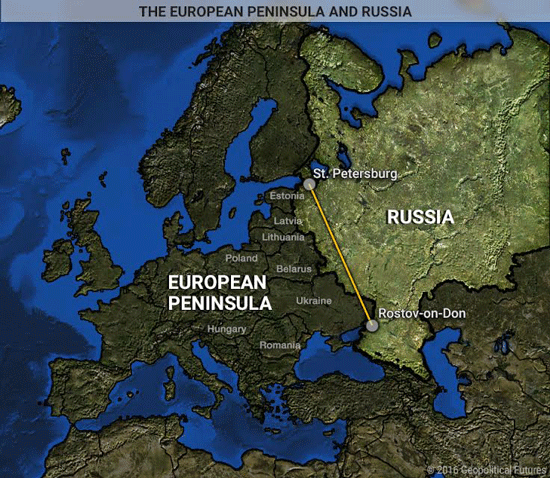 THE EUROPEAN PENINSULA AND RUSSIA
St. Petersburg
Estonia
RUSSIA
Latvia
Lithuania
Poland
Belarus
EUROPEAN
PENINSULA
Ukraine
Rostov-on-Don
Hungary
Romania
© 2016 Geopolitical Futures